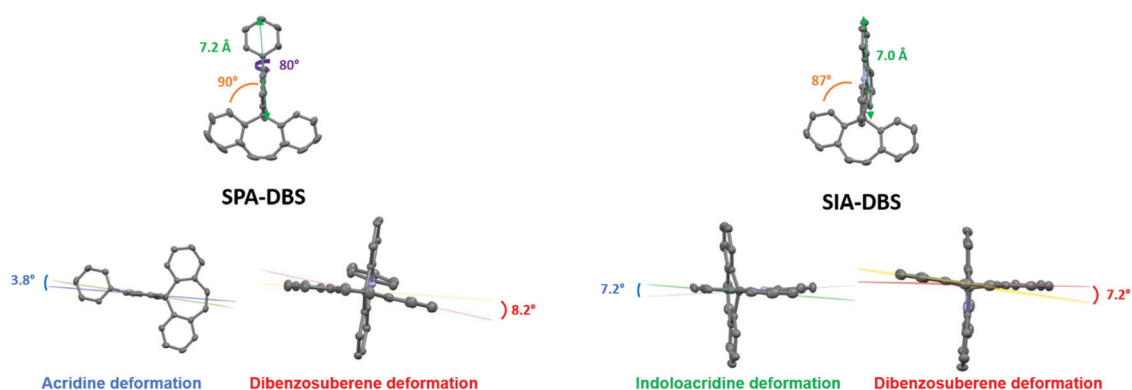 7.2 Å
80°
90°
SPA-DBS
7.0 Å
87°
SIA-DBS
3.8°
8.2°
7.2°
7.2°
Acridine deformation
Dibenzosuberene deformation
Indoloacridine deformation
Dibenzosuberene deformation